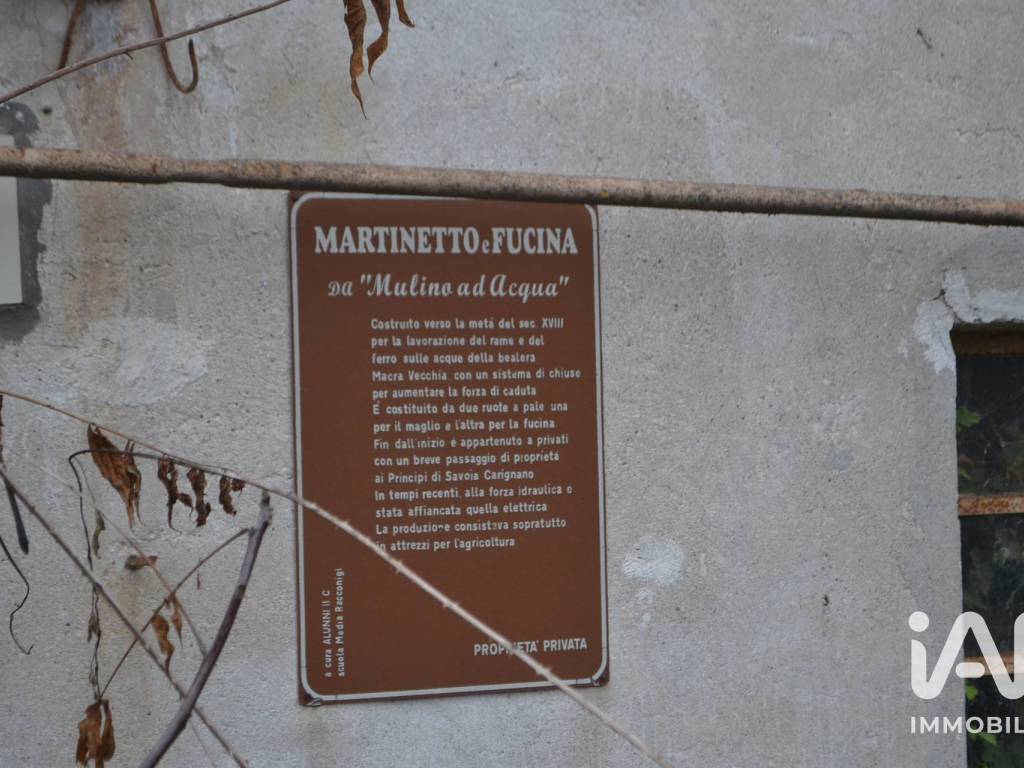 MARTINETTO e FUCINA
DA "Mulino ad Acqua"
Costruito verso la metá del sec. XVIII
per la lavorazione del rame e del
ferro sulle acque della bealera
Macra Vecchia con un sistema di chiuse
per aumentare la forza di caduta
É costituito da due ruote a pale una
per il maglio e l'altra per la fucina.
Fin dall'inizio é appartenuto a privati
con un breve passaggio di proprietá
ai Principi di Savoia Carignano
In tempi recenti, alla forza idraulica e
stata affiancata quella elettrica
La produzione consisteva sopratutto
in attrezzi per l'agricoltura
a cura ALUNNI II C
scuola Media Racconigi
PROPRIETA' PRIVATA
iA
IMMOBIL